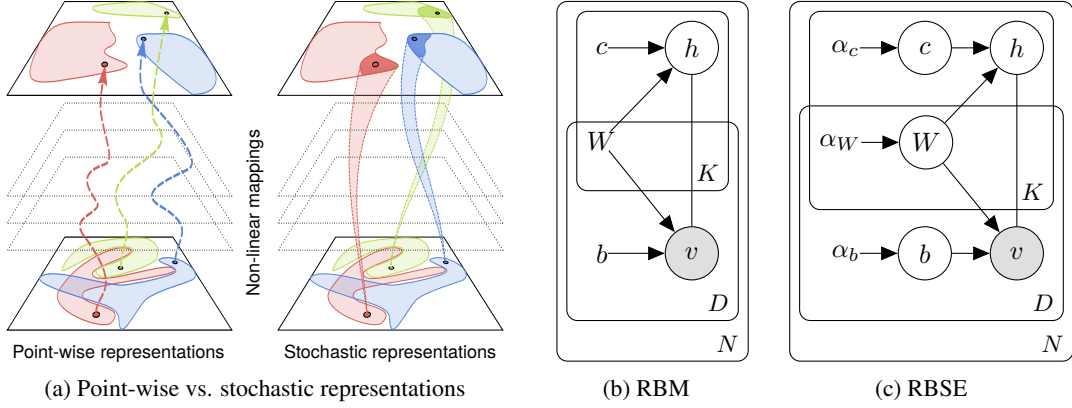 Non-linear mappings
Point-wise representations
Stochastic representations
(a) Point-wise vs. stochastic representations
c
h
W
K
b
v
D
N
(b) RBM
α_c
c
h
α_W
W
K
α_b
b
v
D
N
(c) RBSE